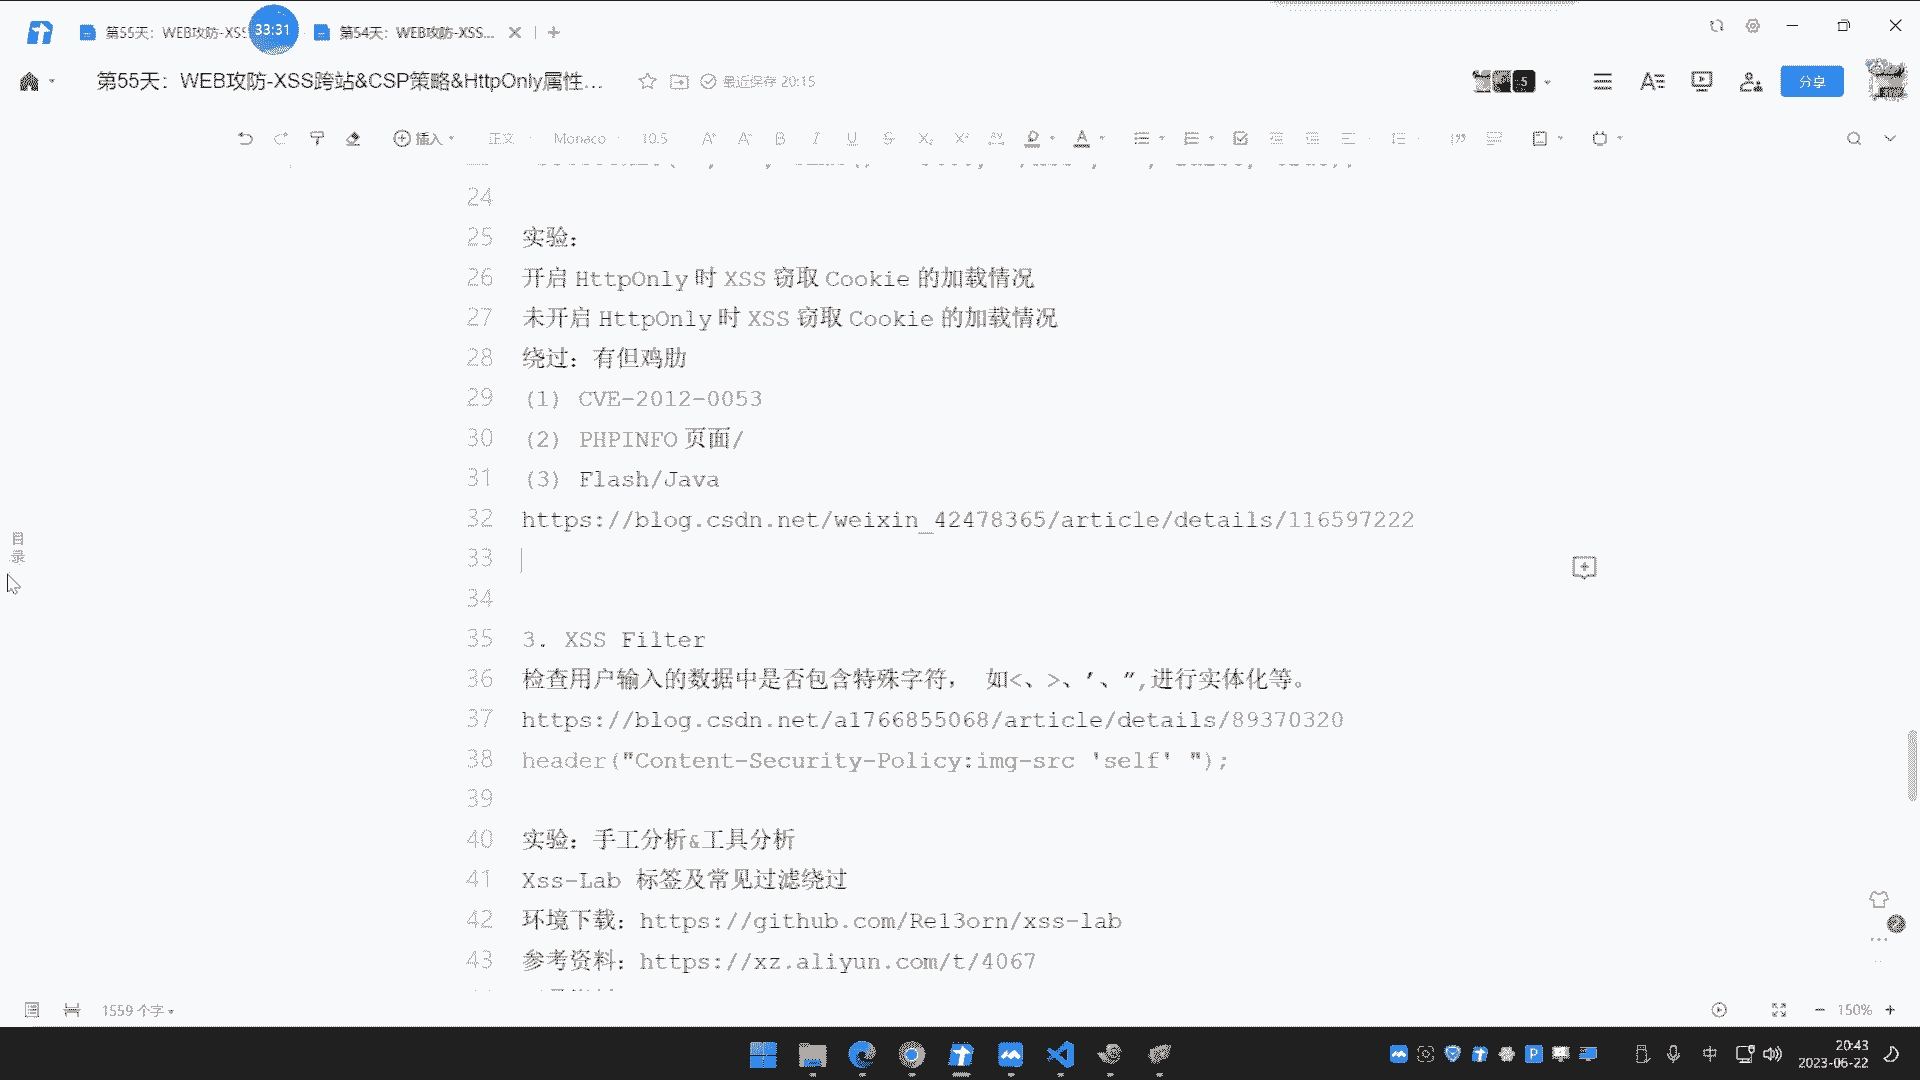 第55天：WEB攻防-XSS
33:31
第54天：WEB攻防-XSS...
第55天：WEB攻防-XSS跨站&CSP策略&HttpOnly属性...
最近保存 20:15
5
分享
插入
正文
Monaco
10.5
24
25 实验：
26 开启 HttpOnly 时 XSS 窃取 Cookie 的加载情况
27 未开启 HttpOnly 时 XSS 窃取 Cookie 的加载情况
28 绕过：有但鸡肋
29 (1) CVE-2012-0053
30 (2) PHPINFO 页面/
31 (3) Flash/Java
32 https://blog.csdn.net/weixin_42478365/article/details/116597222
33
34
35 3. XSS Filter
36 检查用户输入的数据中是否包含特殊字符， 如<、>、’、”,进行实体化等。
37 https://blog.csdn.net/a1766855068/article/details/89370320
38 header("Content-Security-Policy:img-src 'self' ");
39
40 实验：手工分析&工具分析
41 Xss-Lab 标签及常见过滤绕过
42 环境下载：https://github.com/Re13orn/xss-lab
43 参考资料：https://xz.aliyun.com/t/4067
目录
1559 个字
150%
中
20:43
2023-06-22